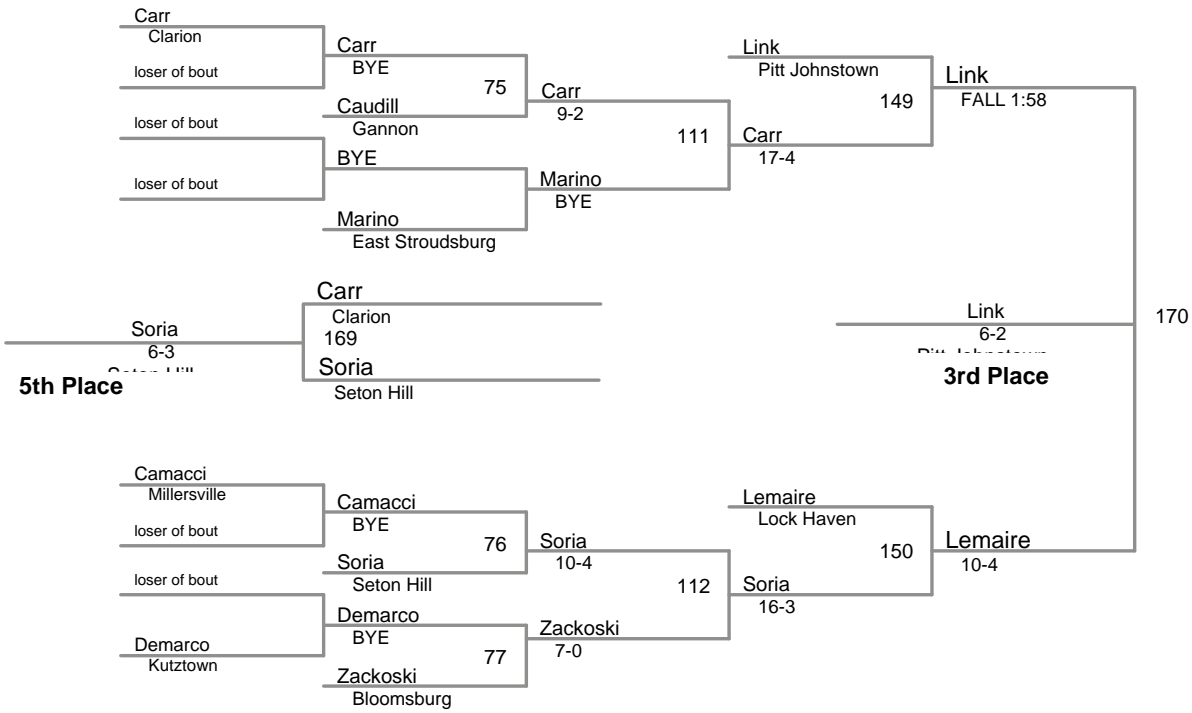 Carr
Clarion
loser of bout
loser of bout
loser of bout
Carr
BYE
75
Caudill
Gannon
BYE
Marino
East Stroudsburg
Carr
9-2
111
Marino
BYE
Link
Pitt Johnstown
149
Carr
17-4
Link
FALL 1:58
Carr
Clarion
169
Soria
Seton Hill
Soria
6-3
Seton Hill
5th Place
Link
6-2
Pitt Johnstown
3rd Place
170
Camacci
Millersville
loser of bout
loser of bout
Demarco
Kutztown
Camacci
BYE
76
Soria
Seton Hill
Demarco
BYE
77
Zackoski
Bloomsburg
Soria
10-4
112
Zackoski
7-0
Lemaire
Lock Haven
150
Soria
16-3
Lemaire
10-4